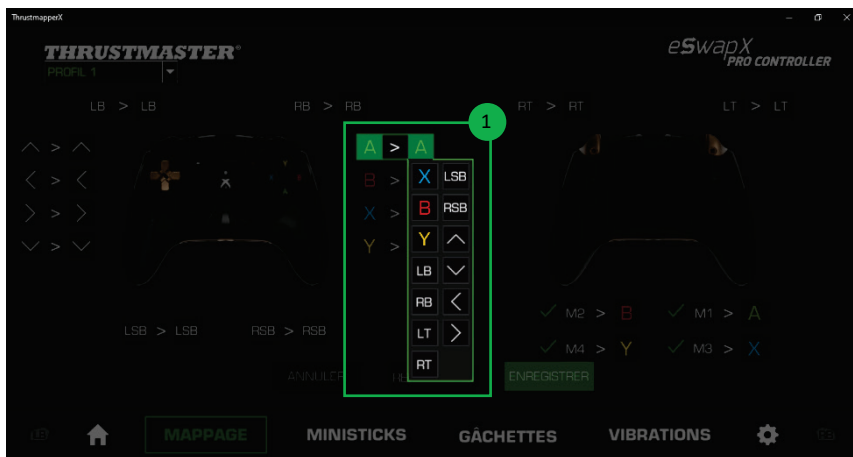 ThrustmapperX
THRUSTMASTER®
eSwapX
PRO CONTROLLER
PROFIL 1
LB > LB
RB > RB
RT > RT
LT > LT
1
A > A
B >
X >
Y >
X LSB
B RSB
Y
LB
RB
LT
RT
LSB > LSB
RSB > RSB
M2 > B
M1 > A
M4 > Y
M3 > X
ANNULER
ENREGISTRER
MAPPAGE
MINISTICKS
GÂCHETTES
VIBRATIONS